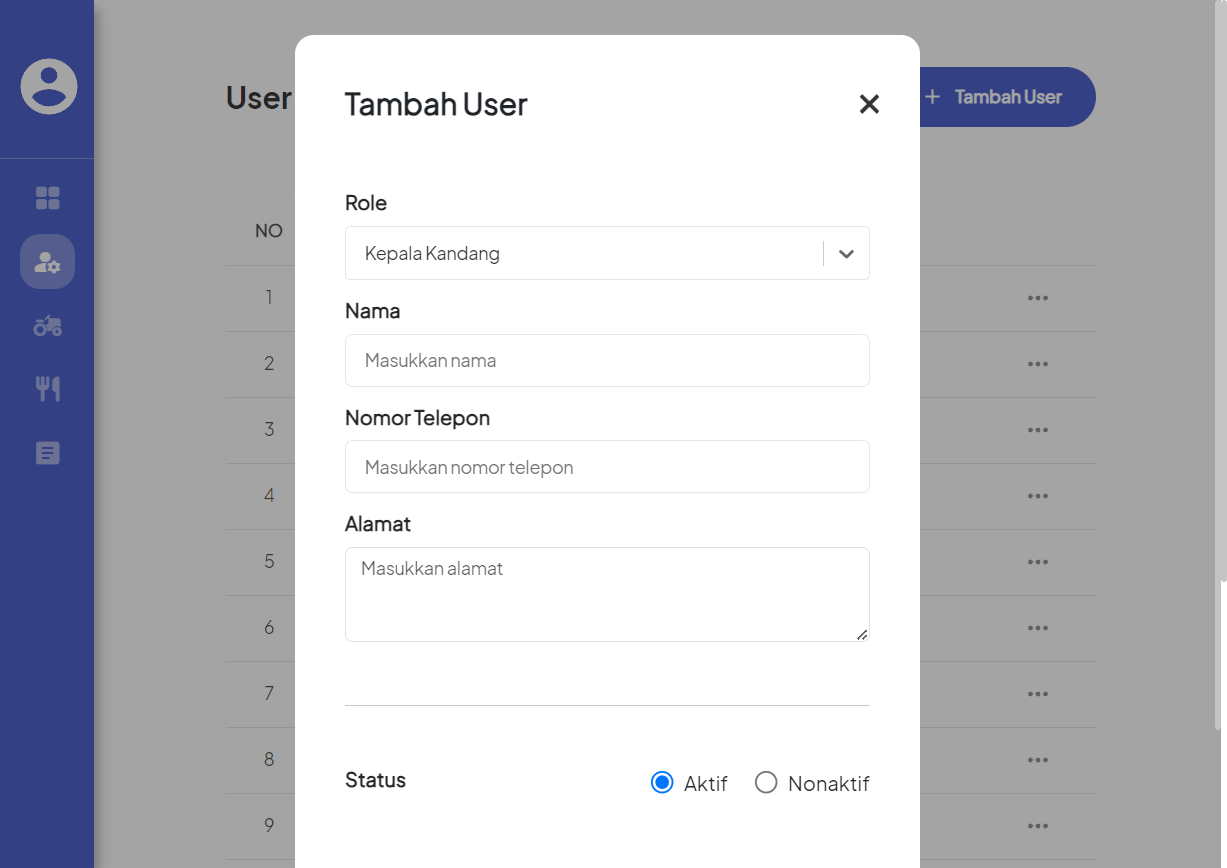 User
Tambah User
+ Tambah User
Role
NO
Kepala Kandang
1
Nama
Masukkan nama
2
Nomor Telepon
3
Masukkan nomor telepon
4
Alamat
5
Masukkan alamat
6
7
8
Status
Aktif
Nonaktif
9